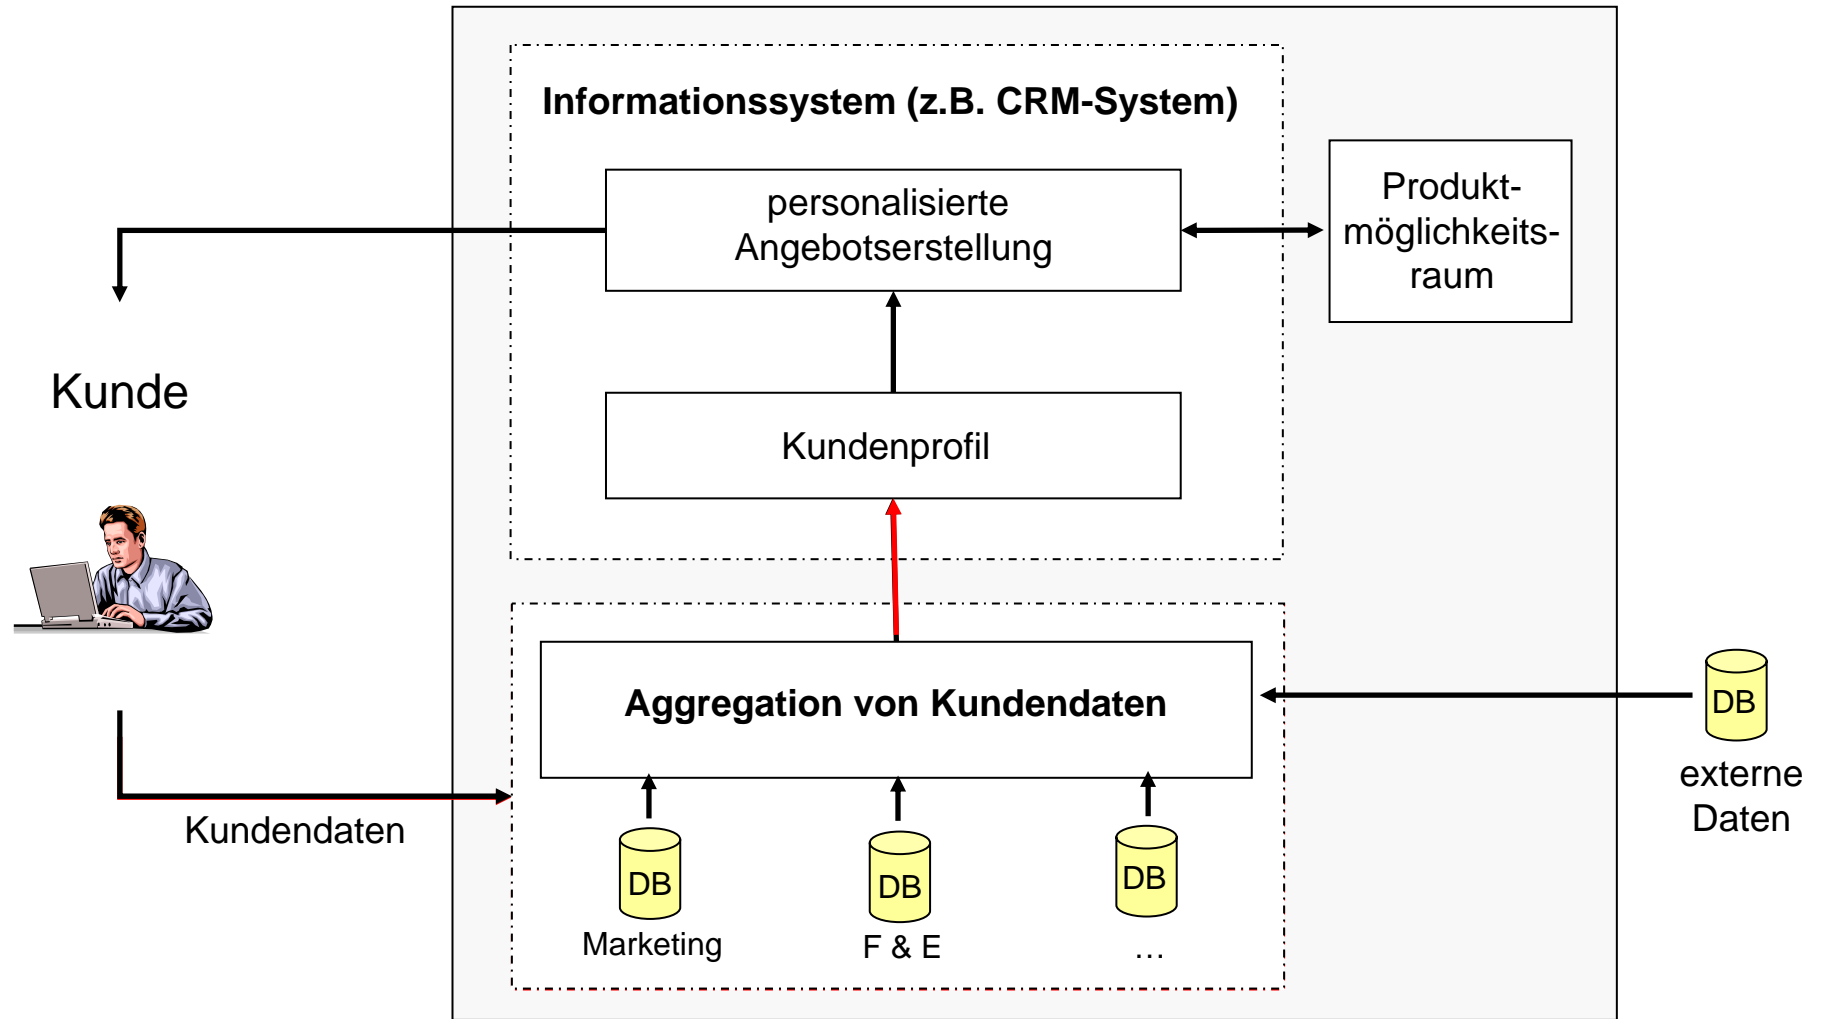 Informationssystem (z.B. CRM-System)
personalisierte
Angebotserstellung
Produkt-
möglichkeits-
raum
Kunde
Kundenprofil
Aggregation von Kundendaten
DB
externe
Daten
Kundendaten
DB
Marketing
DB
F & E
DB
…